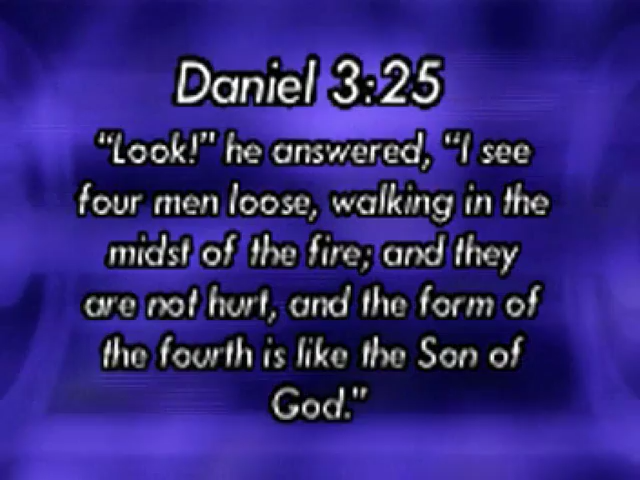 Daniel 3:25
“Look!” he answered, “I see
four men loose, walking in the
midst of the fire; and they
are not hurt, and the form of
the fourth is like the Son of
God.”